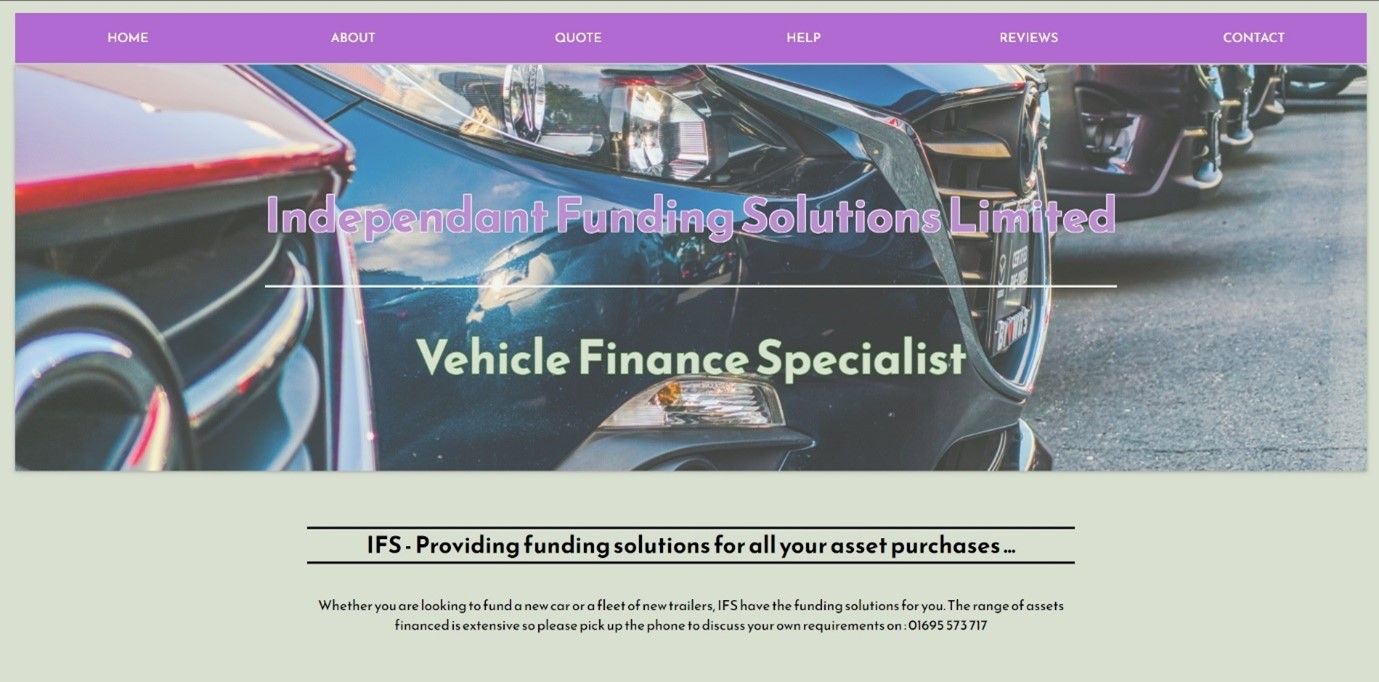 HOME ABOUT QUOTE HELP REVIEWS CONTACT
Independant Funding Solutions Limited
Vehicle Finance Specialist
IFS - Providing funding solutions for all your asset purchases ...
Whether you are looking to fund a new car or a fleet of new trailers, IFS have the funding solutions for you. The range of assets
financed is extensive so please pick up the phone to discuss your own requirements on : 01695 573 717